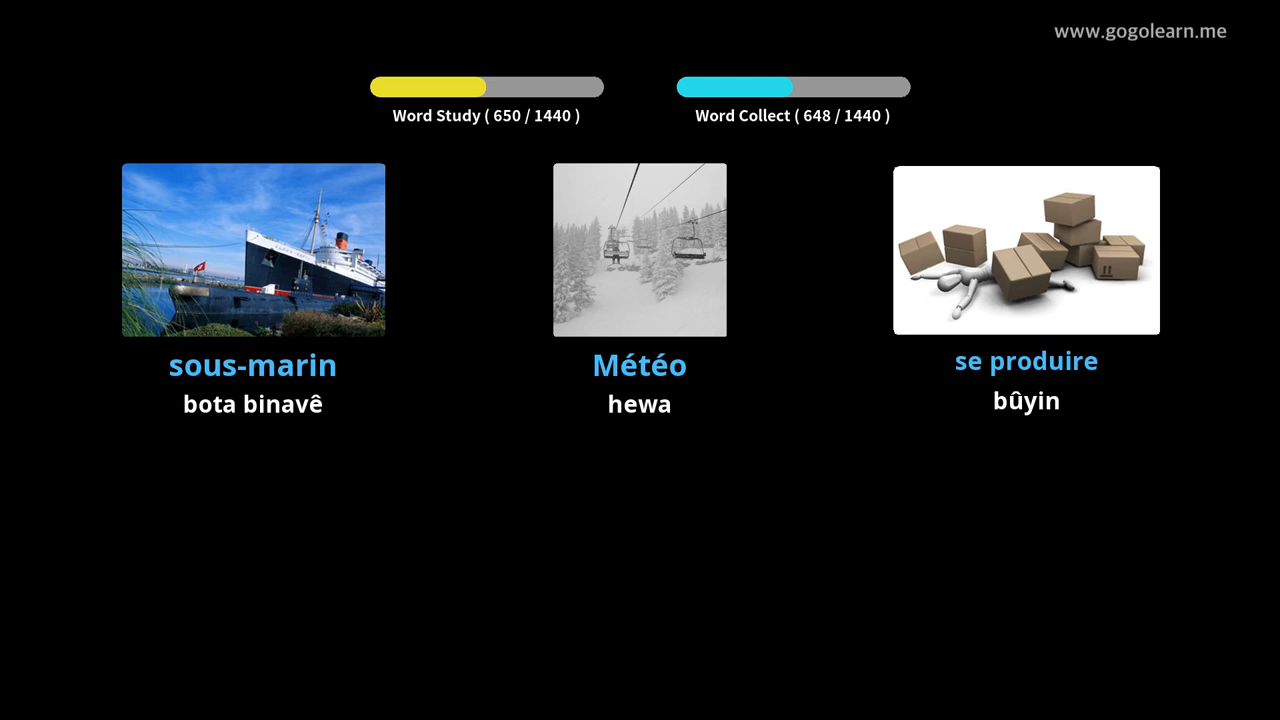 www.gogolearn.me
Word Study ( 650 / 1440 )
Word Collect ( 648 / 1440 )
sous-marin
bota binavê
Météo
hewa
se produire
bûyin